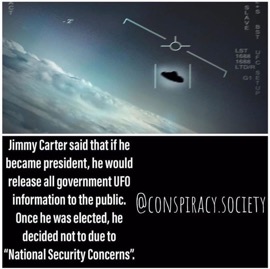 SLAVE
Jimmy Carter said that if he
became president, he would
release all government UFO
information to the public.
Once he was elected, he
decided not to due to
“National Security Concerns”.
@CONSPIRACY.SOCIETY